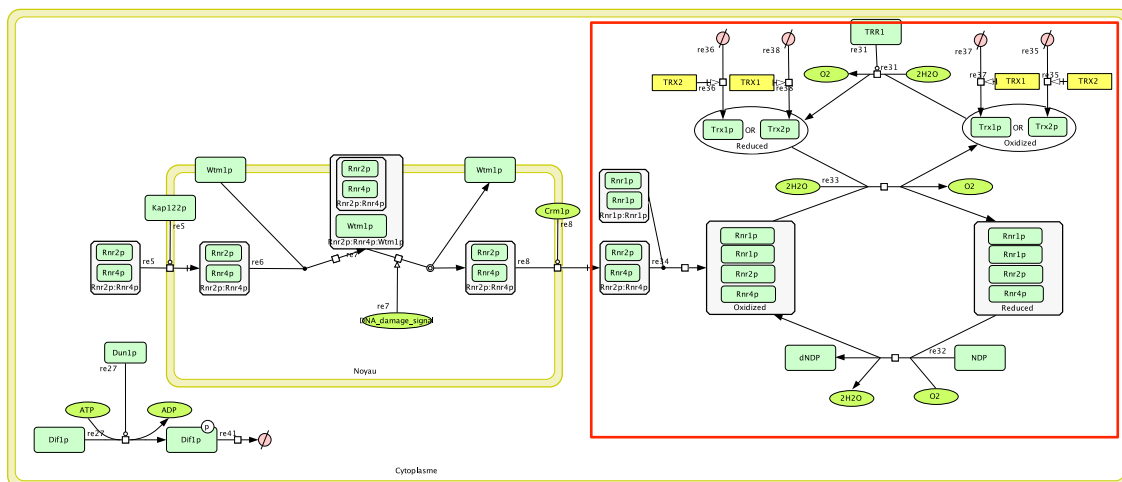 TRR1
re36
re38
re31
re37
re35
O2
re31
2H2O
TRX2
TRX1
TRX1
TRX2
re36
re38
re37
re35
Trx1p
OR
Trx2p
Reduced
Trx1p
OR
Trx2p
Oxidized
Wtm1p
Rnr2p
Rnr4p
Rnr2p:Rnr4p
Wtm1p
Rnr2p:Rnr4p:Wtm1p
Wtm1p
Rnr1p
Rnr1p
Rnr1p:Rnr1p
2H2O
re33
O2
Kap122p
re5
Crm1p
re8
Rnr2p
Rnr4p
Rnr2p:Rnr4p
re5
Rnr2p
Rnr4p
Rnr2p:Rnr4p
re6
re7
Rnr2p
Rnr4p
Rnr2p:Rnr4p
re8
Rnr2p
Rnr4p
Rnr2p:Rnr4p
re34
Rnr1p
Rnr1p
Rnr2p
Rnr4p
Oxidized
Rnr1p
Rnr1p
Rnr2p
Rnr4p
Reduced
re7
DNA_damage_signal
Dun1p
re27
Noyau
dNDP
re32
NDP
2H2O
O2
ATP
ADP
Dif1p
re27
P
Dif1p
re41
Cytoplasme